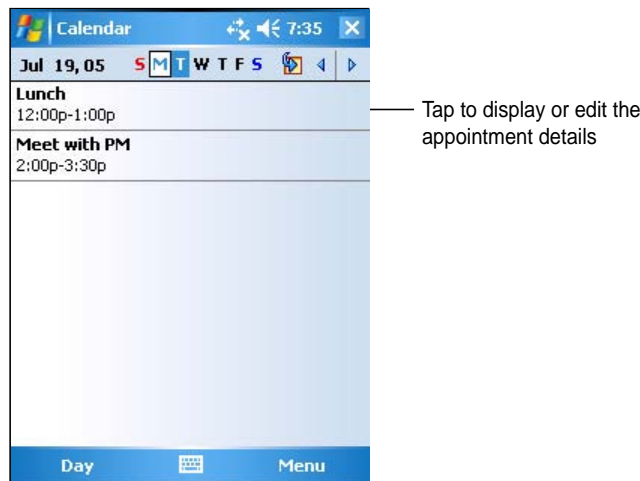 Calendar 7:35
Jul 19, 05 S M T W T F S
Lunch
12:00p-1:00p
Tap to display or edit the
appointment details
Meet with PM
2:00p-3:30p
Day Menu